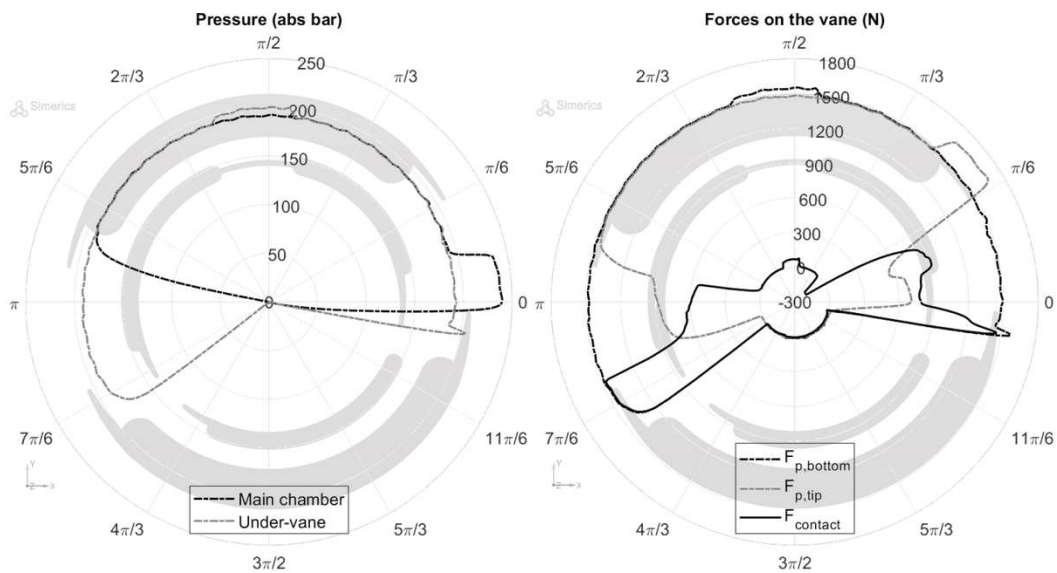 Pressure (abs bar)
π/2
2π/3
π/3
5π/6
π/6
π
0
7π/6
11π/6
4π/3
5π/3
3π/2
250
200
150
100
50
0
Simerics
Y
Z
X
Main chamber
Under-vane
Forces on the vane (N)
π/2
2π/3
π/3
5π/6
π/6
π
0
7π/6
11π/6
4π/3
5π/3
3π/2
1800
1500
1200
900
600
300
0
-300
Simerics
Y
Z
X
F p,bottom
F p,tip
F contact